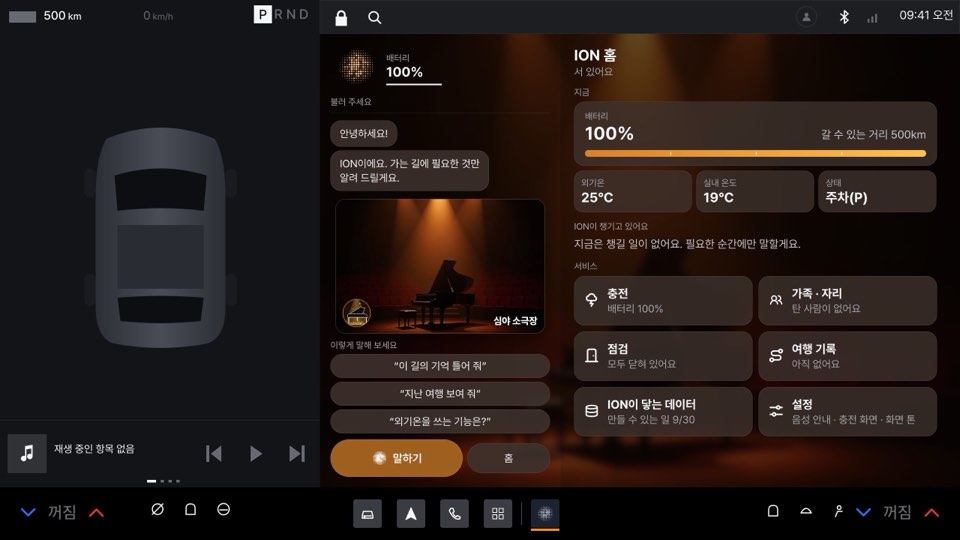 500 km
0 km/h
P R N D
09:41 오전
배터리
100%
불러 주세요
안녕하세요!
ION이에요. 가는 길에 필요한 것만
알려 드릴게요.
심야 소극장
이렇게 말해 보세요
“이 길의 기억 틀어 줘”
“지난 여행 보여 줘”
“외기온을 쓰는 기능은?”
말하기
홈
ION 홈
서 있어요
지금
배터리
100%
갈 수 있는 거리 500km
외기온
25°C
실내 온도
19°C
상태
주차(P)
ION이 챙기고 있어요
지금은 챙길 일이 없어요. 필요한 순간에만 말할게요.
서비스
충전
배터리 100%
가족 · 자리
탄 사람이 없어요
점검
모두 닫혀 있어요
여행 기록
아직 없어요
ION이 닿는 데이터
만들 수 있는 일 9/30
설정
음성 안내 · 충전 화면 · 화면 톤
재생 중인 항목 없음
꺼짐
꺼짐